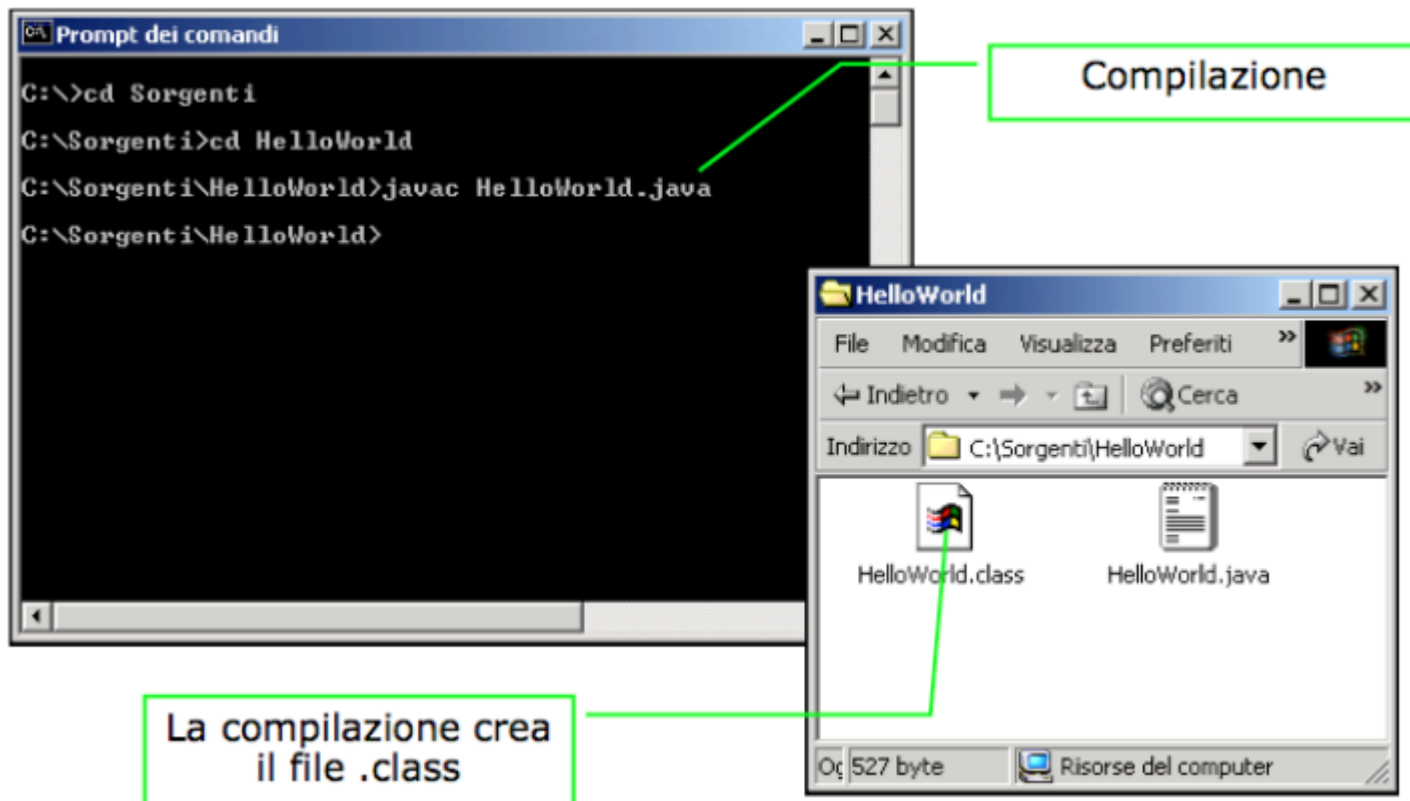 Prompt dei comandi
C:\>cd Sorgenti
C:\Sorgenti>cd HelloWorld
C:\Sorgenti\HelloWorld>javac HelloWorld.java
C:\Sorgenti\HelloWorld>
Compilazione
HelloWorld
File Modifica Visualizza Preferiti »
Indietro Cerca »
Indirizzo C:\Sorgenti\HelloWorld Vai
HelloWorld.class HelloWorld.java
527 byte Risorse del computer
La compilazione crea
il file .class